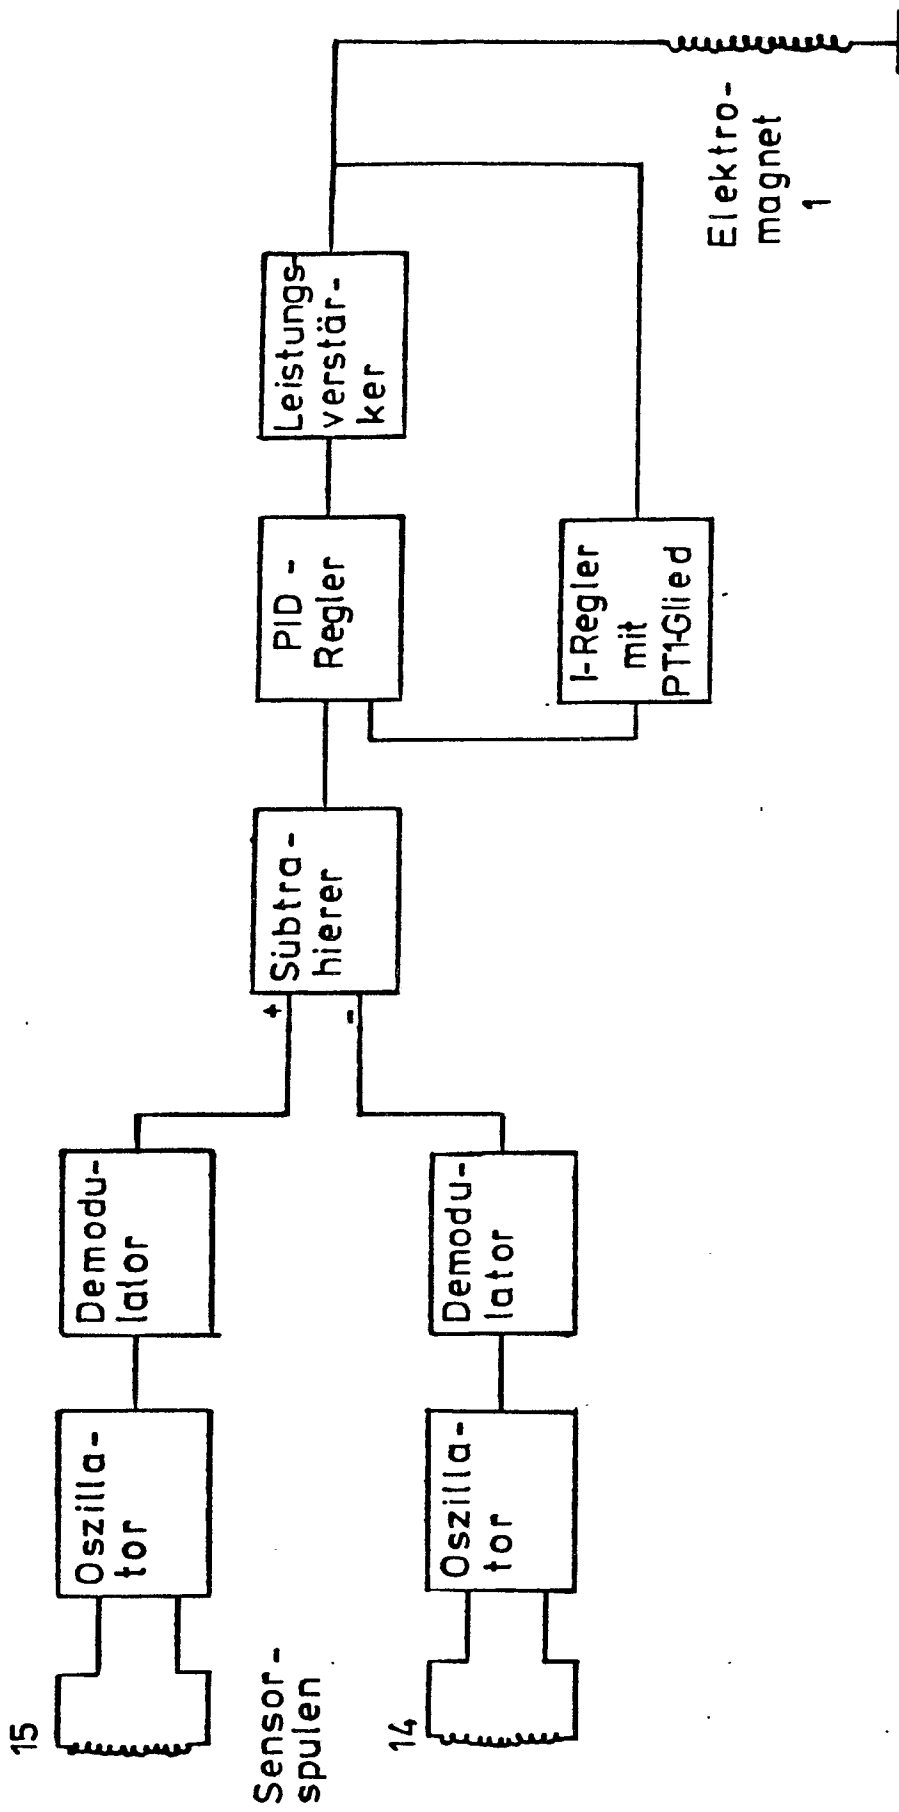 15
Oszilla-
tor
Demodu-
lator
Sensor-
spulen
14
Oszilla-
tor
Demodu-
lator
+
-
Subtra-
hierer
PID-
Regler
Leistungs
verstär-
ker
I-Regler
mit
PT1-Glied
Elektro-
magnet
1